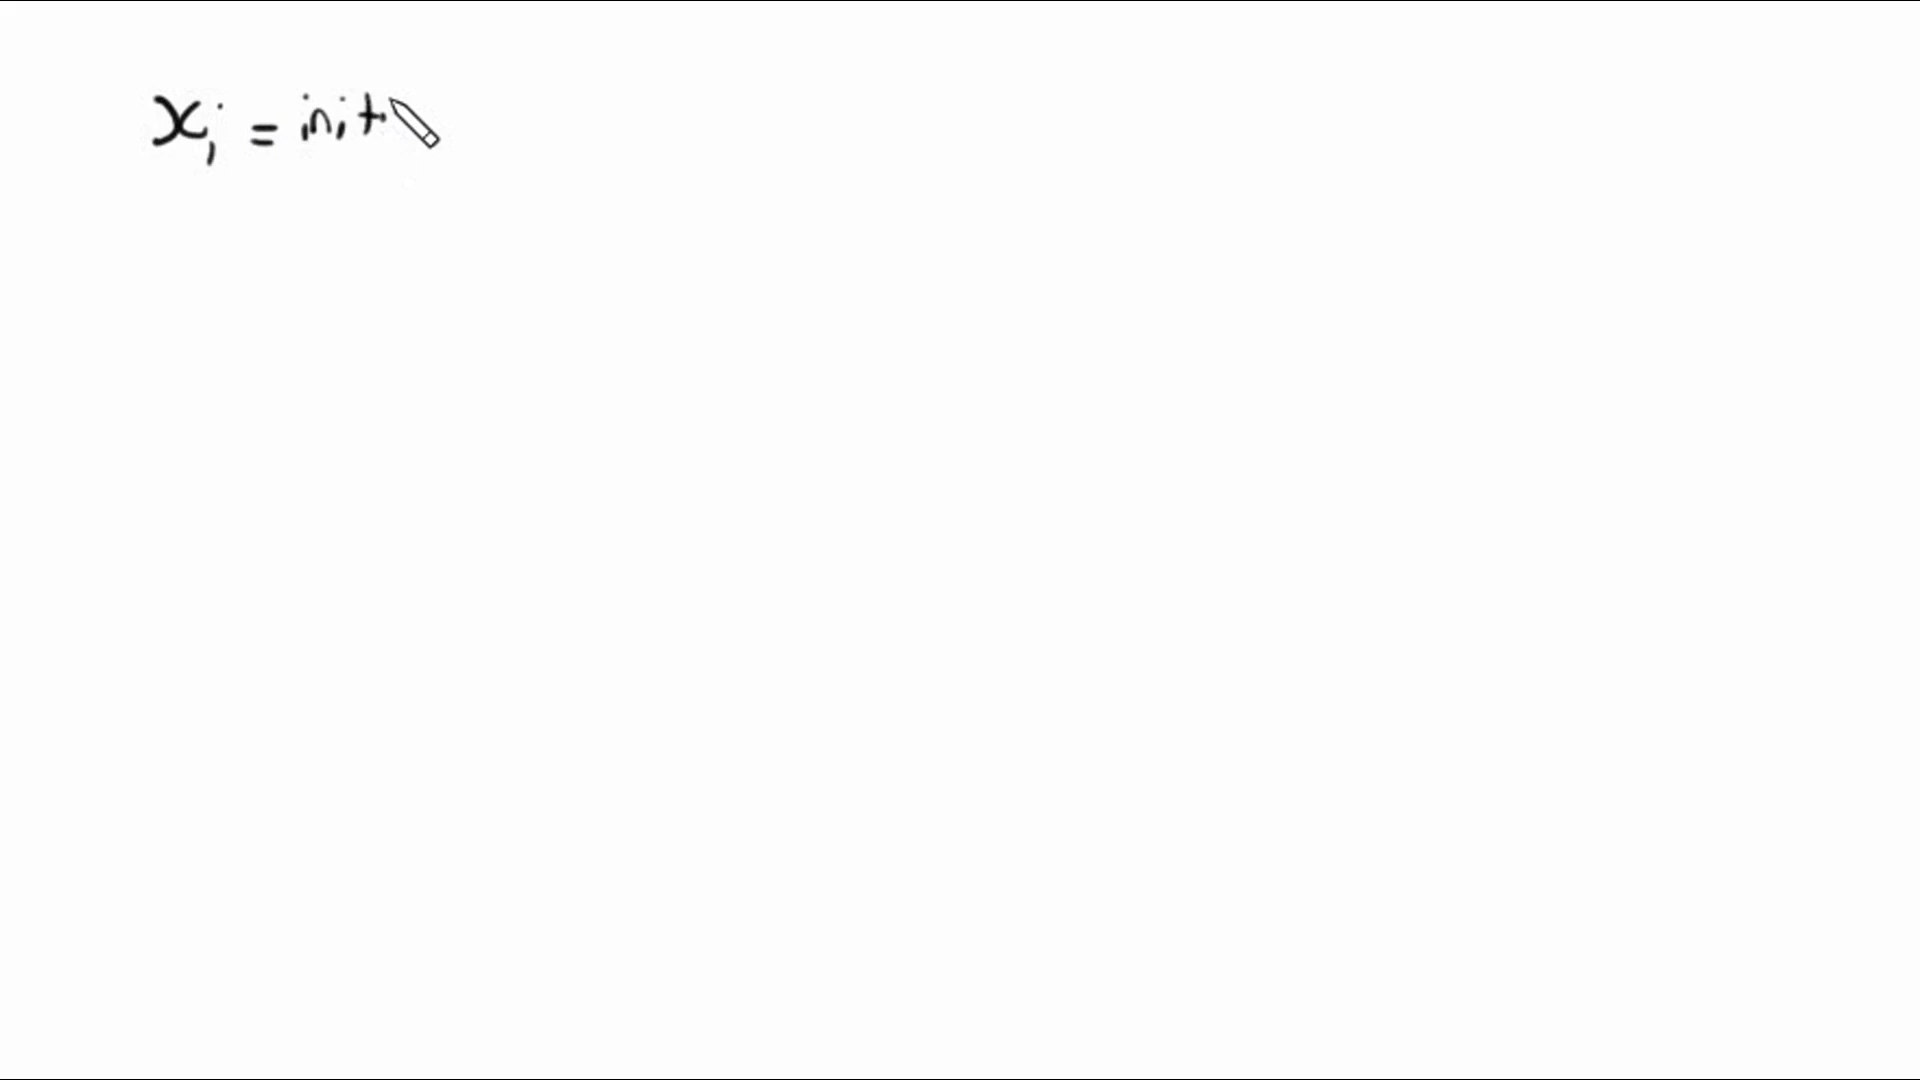 xᵢ = init